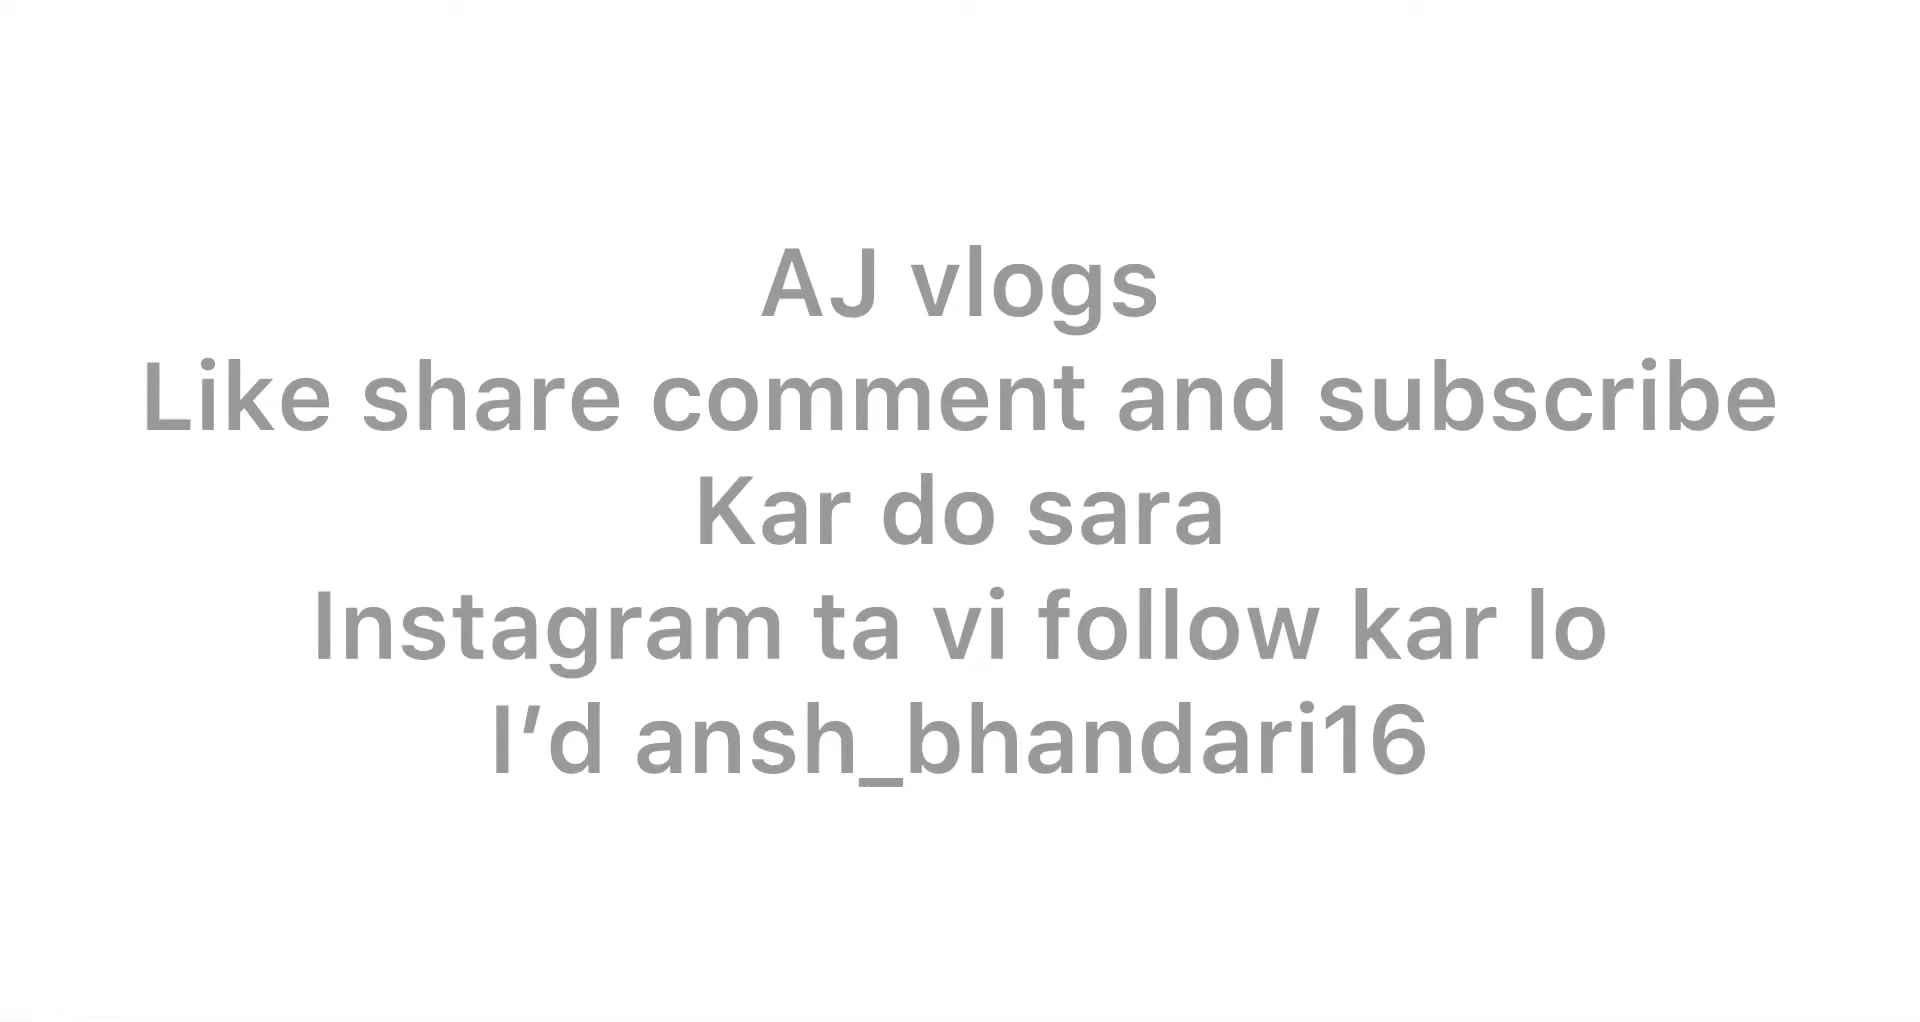 AJ vlogs
Like share comment and subscribe
Kar do sara
Instagram ta vi follow kar lo
I’d ansh_bhandari16